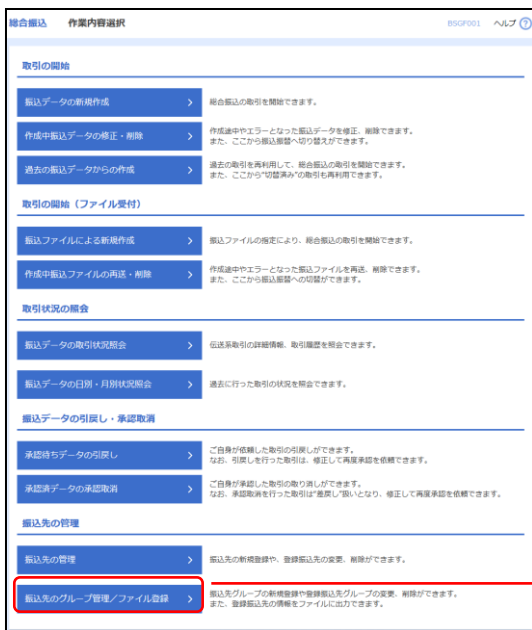 総合振込 作業内容選択 BSGF001 ヘルプ ?
取引の開始
振込データの新規作成 > 総合振込の取引を開始できます。
作成中振込データの修正・削除 > 作成途中やエラーとなった振込データを修正、削除できます。
また、ここから振込振替へ切り替えができます。
過去の振込データからの作成 > 過去の取引を再利用して、総合振込の取引を開始できます。
また、ここから"切替済み"の取引も再利用できます。
取引の開始（ファイル受付）
振込ファイルによる新規作成 > 振込ファイルの指定により、総合振込の取引を開始できます。
作成中振込ファイルの再送・削除 > 作成途中やエラーとなった振込ファイルを再送、削除できます。
また、ここから振込振替への切替ができます。
取引状況の照会
振込データの取引状況照会 > 伝送系取引の詳細情報、取引履歴を照会できます。
振込データの日別・月別状況照会 > 過去に行った取引の状況を照会できます。
振込データの引戻し・承認取消
承認待ちデータの引戻し > ご自身が依頼した取引の引戻しができます。
なお、引戻しを行った取引は、修正して再度承認を依頼できます。
承認済データの承認取消 > ご自身が承認した取引の取り消しができます。
なお、承認取消を行った取引は"差戻し"扱いとなり、修正して再度承認を依頼できます。
振込先の管理
振込先の管理 > 振込先の新規登録や、登録振込先の変更、削除ができます。
振込先のグループ管理／ファイル登録 > 振込先グループの新規登録や登録振込先グループの変更、削除ができます。
また、登録振込先の情報をファイルに出力できます。